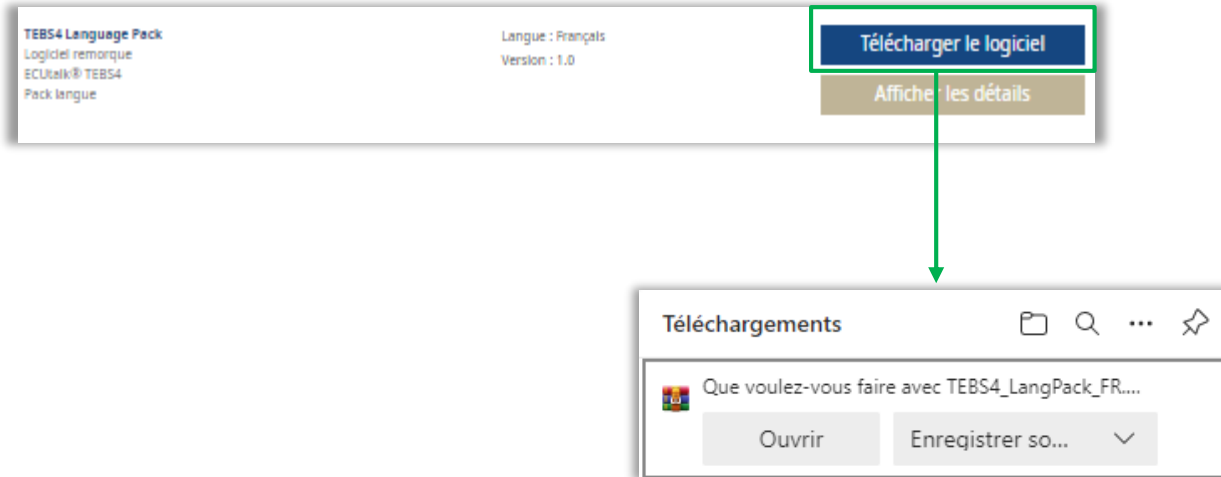 TEBS4 Language Pack
Logiciel remorque
ECUtalk® TEBS4
Pack langue
Langue : Français
Version : 1.0
Télécharger le logiciel
Afficher les détails
Téléchargements
Que voulez-vous faire avec TEBS4_LangPack_FR....
Ouvrir
Enregistrer so...